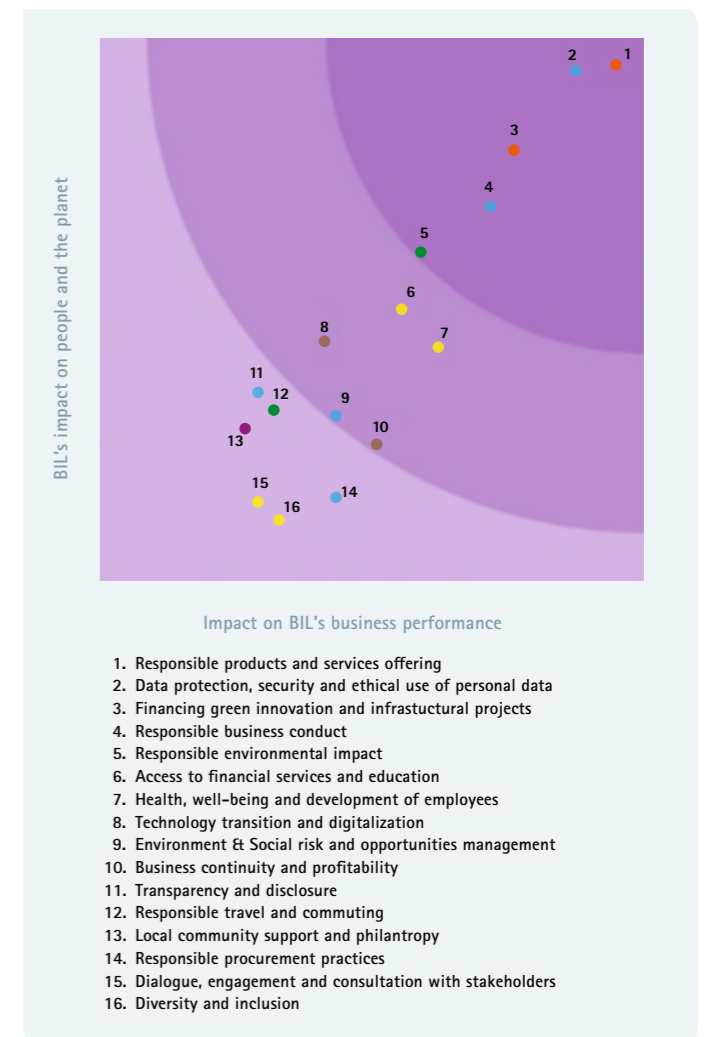 2
1
3
4
5
6
7
8
9
10
11
12
13
14
15
16
BIL's impact on people and the planet
Impact on BIL's business performance
1. Responsible products and services offering
2. Data protection, security and ethical use of personal data
3. Financing green innovation and infrastuctural projects
4. Responsible business conduct
5. Responsible environmental impact
6. Access to financial services and education
7. Health, well-being and development of employees
8. Technology transition and digitalization
9. Environment & Social risk and opportunities management
10. Business continuity and profitability
11. Transparency and disclosure
12. Responsible travel and commuting
13. Local community support and philantropy
14. Responsible procurement practices
15. Dialogue, engagement and consultation with stakeholders
16. Diversity and inclusion